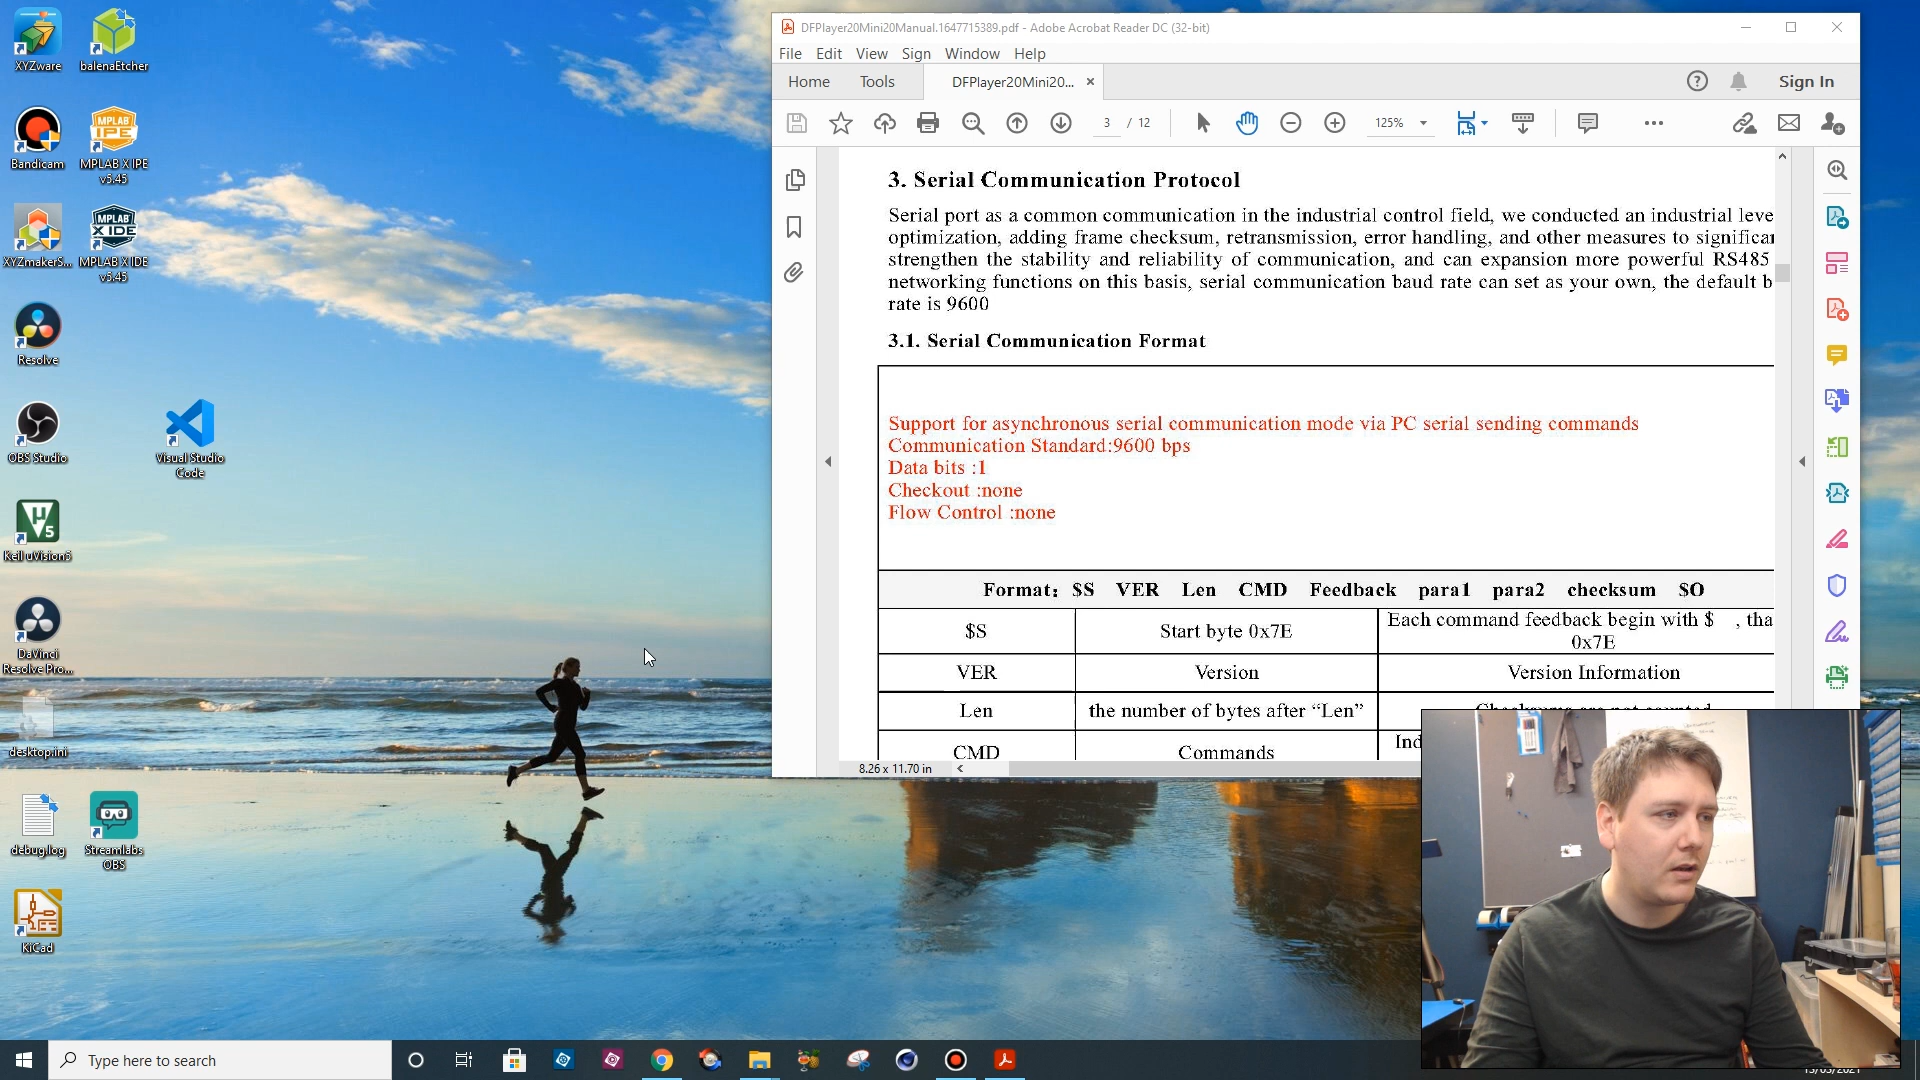 XYZware
balenaEtcher
Bandicam
MPLAB X IPE
v5.45
XYZmakerS...
MPLAB X IDE
v5.45
Resolve
OBS Studio
Visual Studio
Code
Keil uVision5
DaVinci
Resolve Pro...
desktop.ini
debug.log
Streamlabs
OBS
KiCad
DFPlayer20Mini20Manual.1647715389.pdf - Adobe Acrobat Reader DC (32-bit)
File Edit View Sign Window Help
Home Tools DFPlayer20Mini20... Sign In
3 / 12 125%
3. Serial Communication Protocol
Serial port as a common communication in the industrial control field, we conducted an industrial leve
optimization, adding frame checksum, retransmission, error handling, and other measures to significan
strengthen the stability and reliability of communication, and can expansion more powerful RS485
networking functions on this basis, serial communication baud rate can set as your own, the default b
rate is 9600
3.1. Serial Communication Format
Support for asynchronous serial communication mode via PC serial sending commands
Communication Standard:9600 bps
Data bits :1
Checkout :none
Flow Control :none
Format: $S VER Len CMD Feedback para1 para2 checksum $O
$S Start byte 0x7E Each command feedback begin with $ , tha
0x7E
VER Version Version Information
Len the number of bytes after “Len” Checksums are not counted
CMD Commands Ind
8.26 x 11.70 in
Type here to search